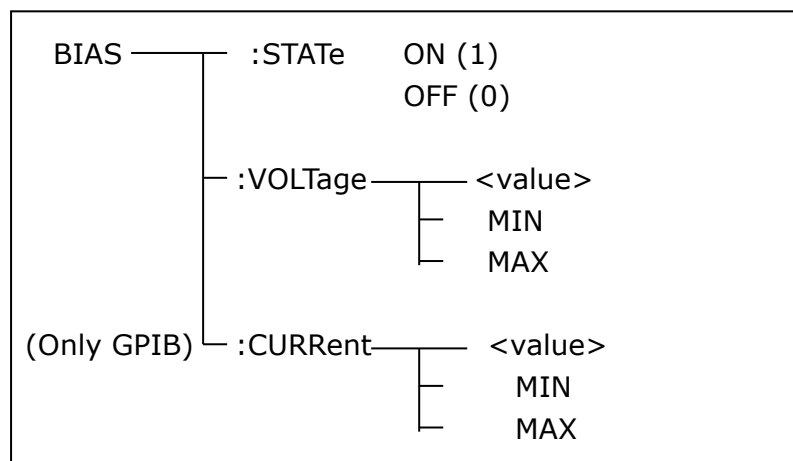 BIAS :STATe ON (1)
OFF (0)
:VOLTage <value>
MIN
MAX
(Only GPIB) :CURRent <value>
MIN
MAX